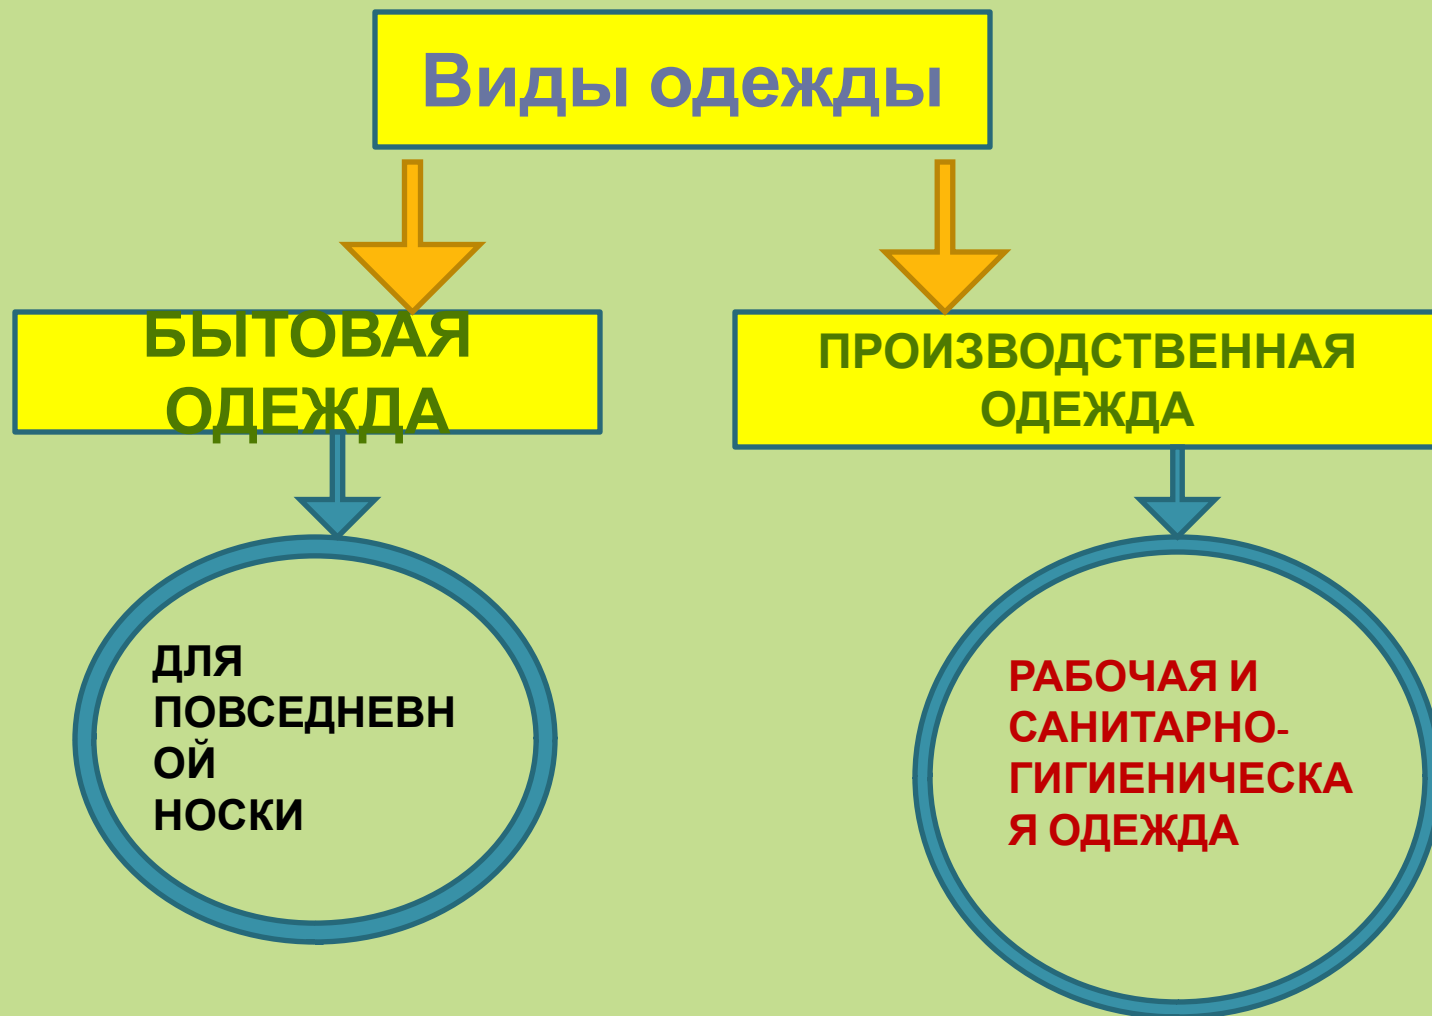 Виды одежды
БЫТОВАЯ
ОДЕЖДА
ПРОИЗВОДСТВЕННАЯ
ОДЕЖДА
ДЛЯ
ПОВСЕДНЕВН
ОЙ
НОСКИ
РАБОЧАЯ И
САНИТАРНО-
ГИГИЕНИЧЕСКА
Я ОДЕЖДА